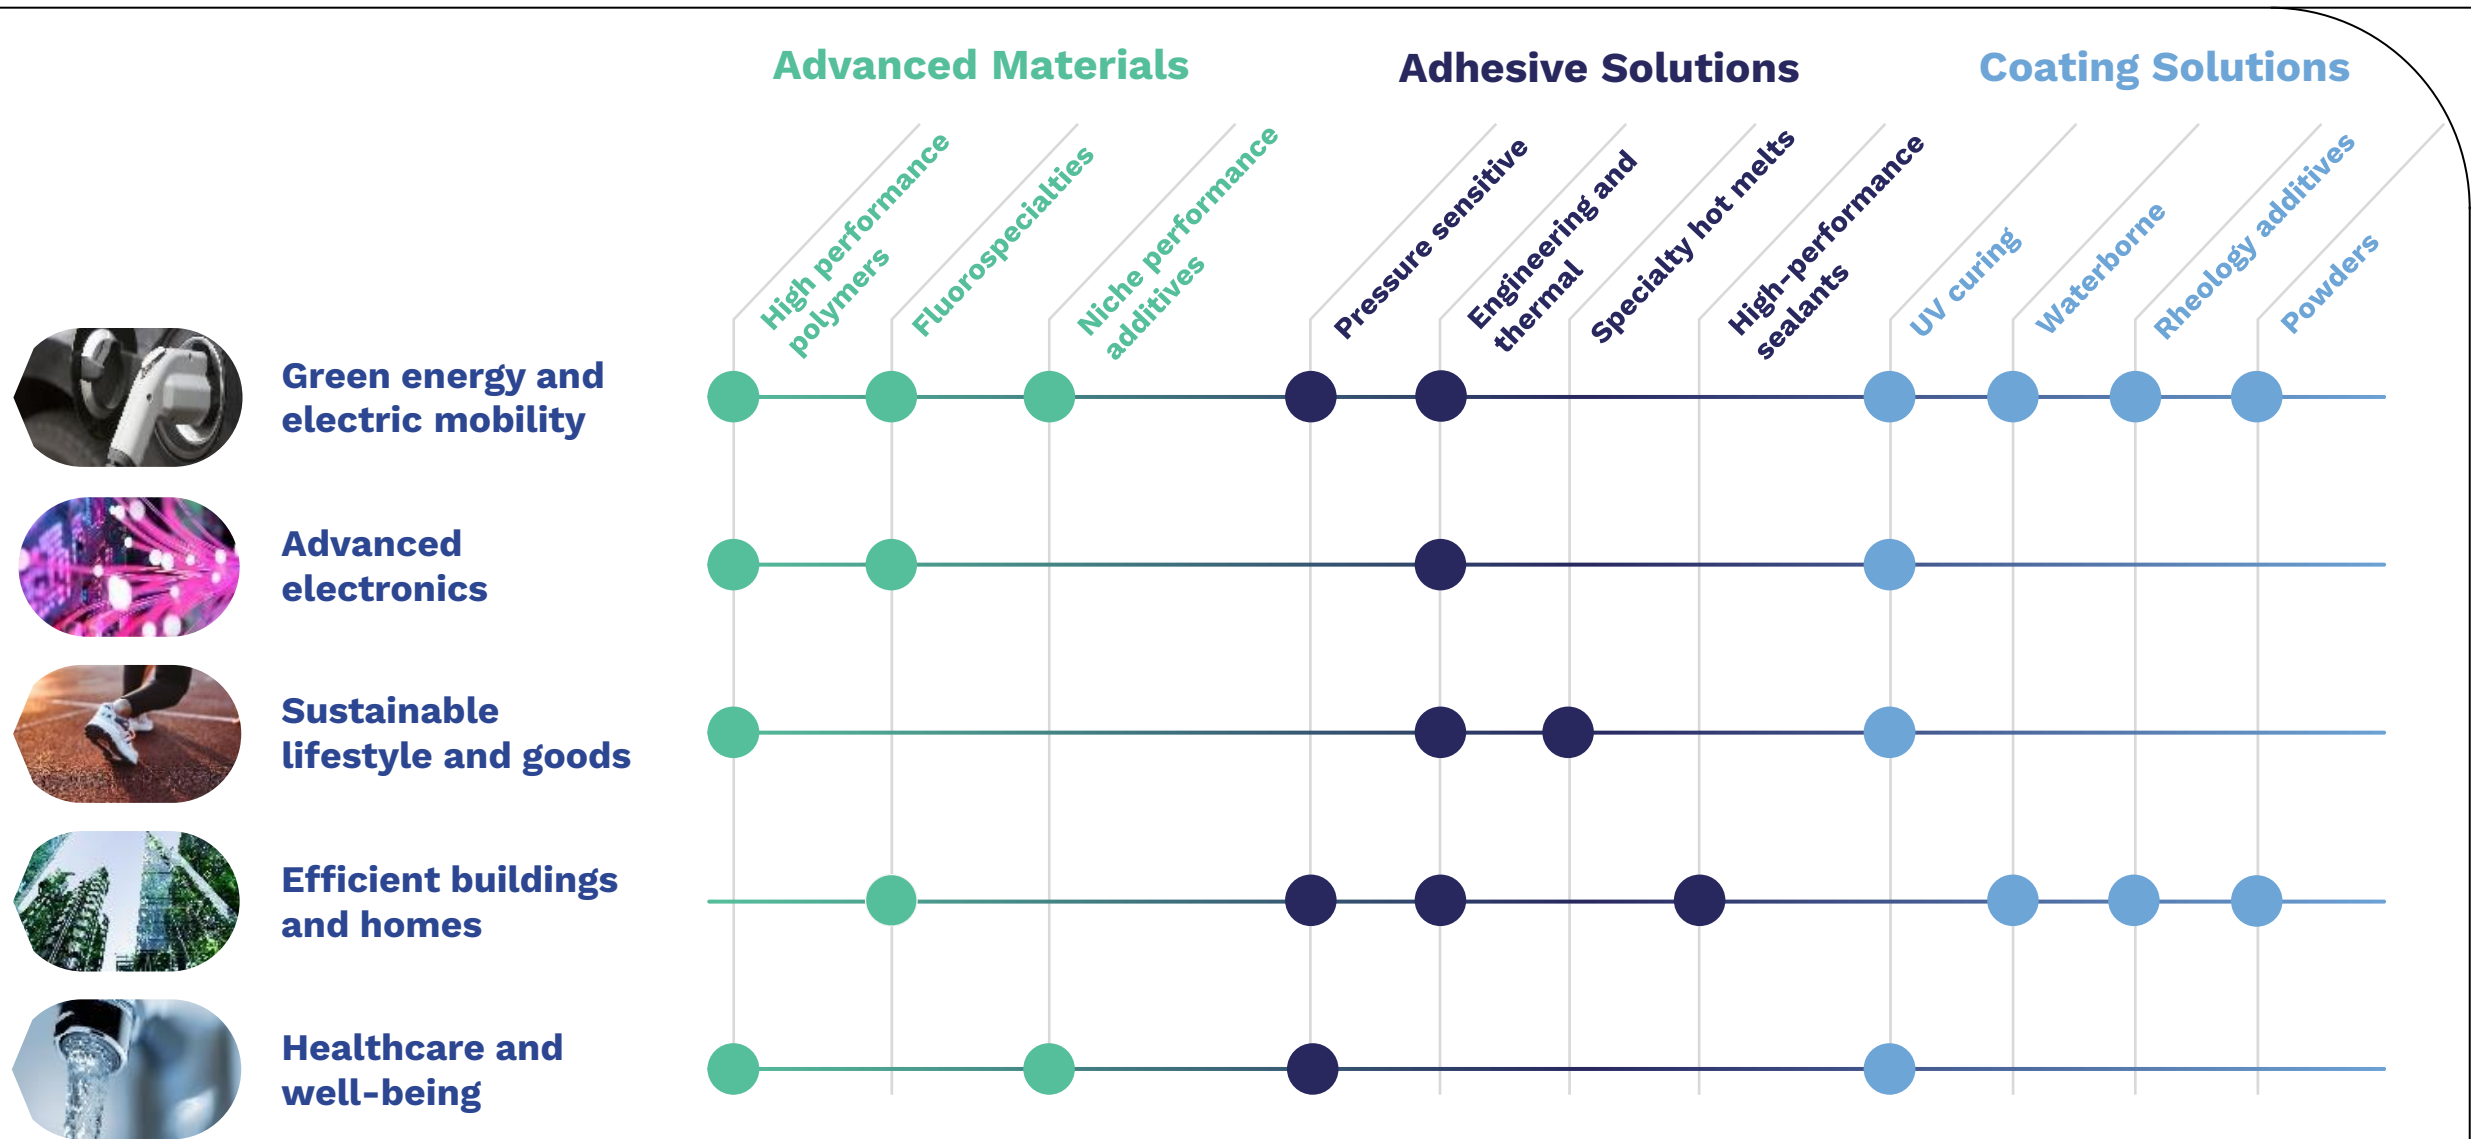 Advanced Materials
Adhesive Solutions
Coating Solutions
High performance
polymers
Fluorospecialties
Niche performance
additives
Pressure sensitive
Engineering and
thermal
Specialty hot melts
High-performance
sealants
UV curing
Waterborne
Rheology additives
Powders
Green energy and
electric mobility
Advanced
electronics
Sustainable
lifestyle and goods
Efficient buildings
and homes
Healthcare and
well-being